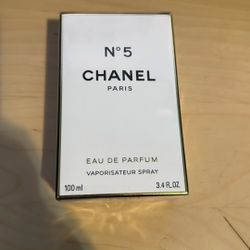 N°5
CHANEL
PARIS
EAU DE PARFUM
VAPORISATEUR SPRAY
100 ml 3.4 FL. OZ.